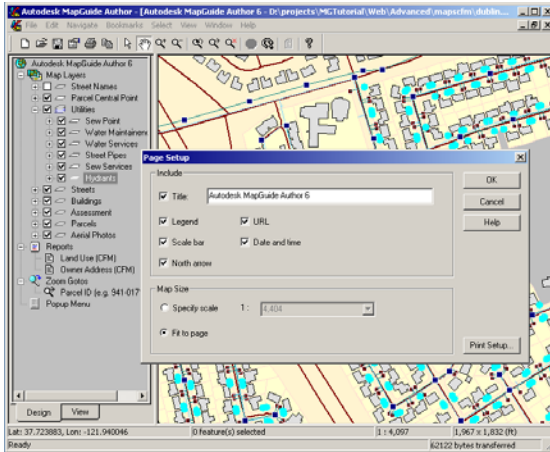 Autodesk MapGuide Author - [Autodesk MapGuide Author 6 - D:\projects\MGTutorial\Web\Advanced\mapscfm\dublin...
File Edit Navigate Bookmarks Select View Window Help
Autodesk MapGuide Author 6
Map Layers
Street Names
Parcel Central Point
Utilities
Sew Point
Water Maintainenc
Water Services
Street Pipes
Sew Services
Hydrants
Streets
Buildings
Assessment
Parcels
Aerial Photos
Reports
Land Use (CFM)
Owner Address (CFM)
Zoom Gotos
Parcel ID (e.g. 941-017
Popup Menu
Design View
Page Setup
Include
Title: Autodesk MapGuide Author 6
Legend URL
Scale bar Date and time
North arrow
Map Size
Specify scale 1: 4,404
Fit to page
OK
Cancel
Help
Print Setup...
Lat: 37.723883, Lon: -121.940046 0 feature(s) selected 1 : 4,097 1,967 x 1,832 (ft)
Ready 62122 bytes transferred